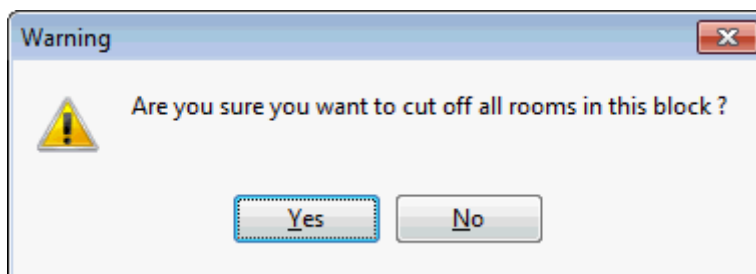 Warning
Are you sure you want to cut off all rooms in this block ?
Yes No